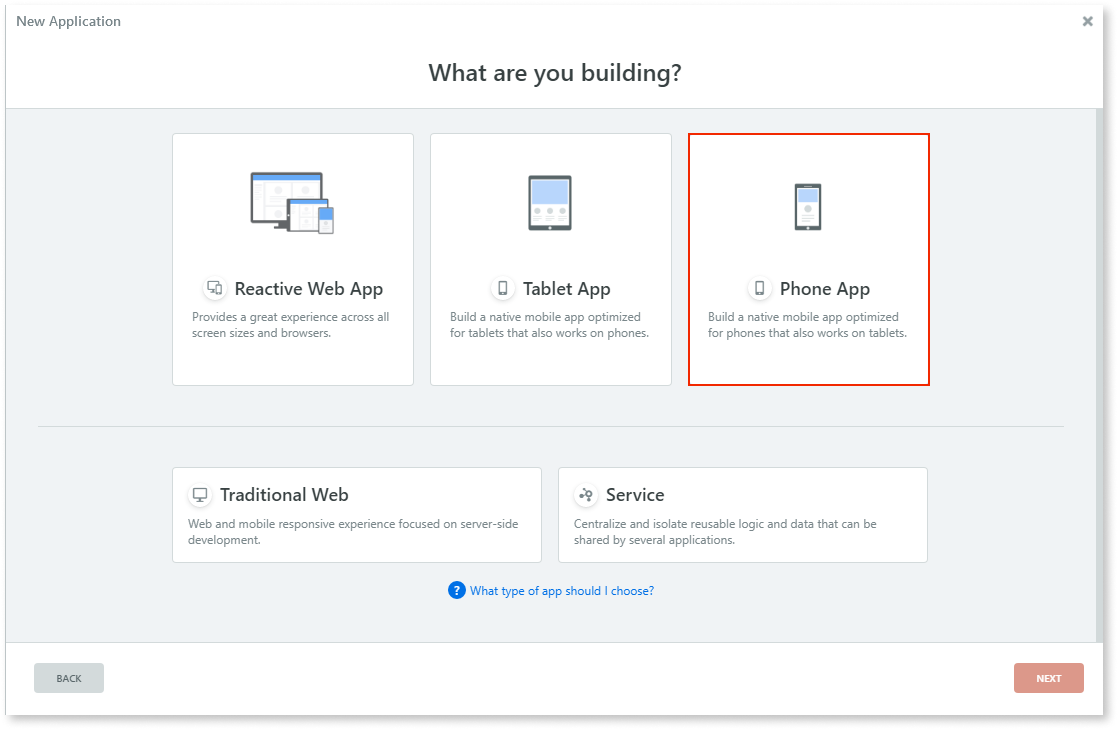 New Application
What are you building?
Reactive Web App
Provides a great experience across all
screen sizes and browsers.
Tablet App
Build a native mobile app optimized
for tablets that also works on phones.
Phone App
Build a native mobile app optimized
for phones that also works on tablets.
Traditional Web
Web and mobile responsive experience focused on server-side
development.
Service
Centralize and isolate reusable logic and data that can be
shared by several applications.
? What type of app should I choose?
BACK
NEXT